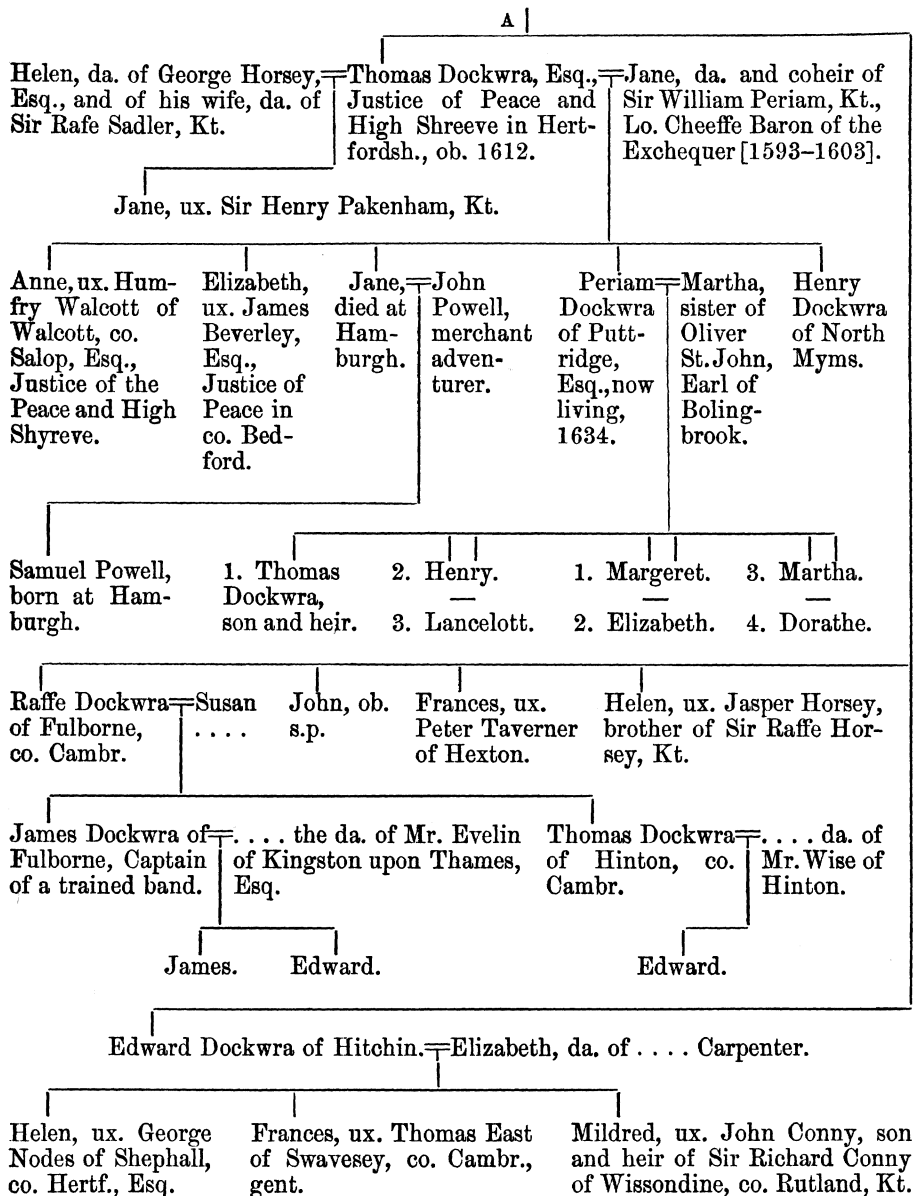 A
Helen, da. of George Horsey,
Esq., and of his wife, da. of
Sir Rafe Sadler, Kt.
Thomas Dockwra, Esq.,
Justice of Peace and
High Shreeve in Hert-
fordsh., ob. 1612.
Jane, da. and coheir of
Sir William Periam, Kt.,
Lo. Cheeffe Baron of the
Exchequer [1593–1603].
Jane, ux. Sir Henry Pakenham, Kt.
Anne, ux. Hum-
fry Walcott of
Walcott, co.
Salop, Esq.,
Justice of the
Peace and High
Shyreve.
Elizabeth,
ux. James
Beverley,
Esq.,
Justice of
Peace in
co. Bed-
ford.
Jane,
died at
Ham-
burgh.
John
Powell,
merchant
adven-
turer.
Periam
Dockwra
of Putt-
ridge,
Esq., now
living,
1634.
Martha,
sister of
Oliver
St. John,
Earl of
Boling-
brook.
Henry
Dockwra
of North
Myms.
Samuel Powell,
born at Ham-
burgh.
1. Thomas
Dockwra,
son and heir.
2. Henry.
—
3. Lancelott.
1. Margeret.
—
2. Elizabeth.
3. Martha.
—
4. Dorathe.
Raffe Dockwra
of Fulborne,
co. Cambr.
Susan
. . . .
John, ob.
s.p.
Frances, ux.
Peter Taverner
of Hexton.
Helen, ux. Jasper Horsey,
brother of Sir Raffe Hor-
sey, Kt.
James Dockwra of
Fulborne, Captain
of a trained band.
. . . . the da. of Mr. Evelin
of Kingston upon Thames,
Esq.
Thomas Dockwra
of Hinton, co.
Cambr.
. . . . da. of
Mr. Wise of
Hinton.
James.
Edward.
Edward.
Edward Dockwra of Hitchin.
Elizabeth, da. of . . . . Carpenter.
Helen, ux. George
Nodes of Shephall,
co. Hertf., Esq.
Frances, ux. Thomas East
of Swavesey, co. Cambr.,
gent.
Mildred, ux. John Conny, son
and heir of Sir Richard Conny
of Wissondine, co. Rutland, Kt.